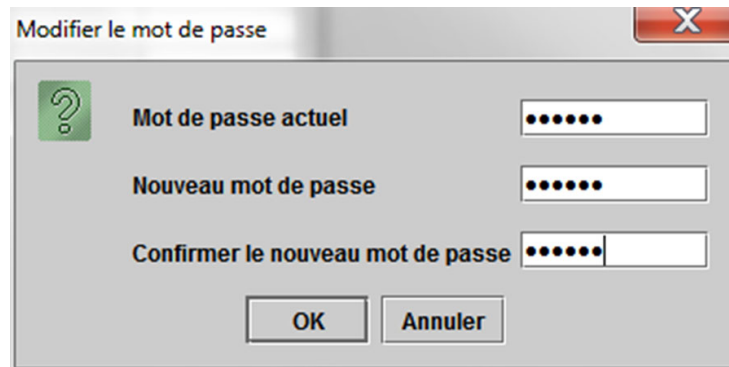 Modifier le mot de passe
Mot de passe actuel ●●●●●●
Nouveau mot de passe ●●●●●●
Confirmer le nouveau mot de passe ●●●●●●
OK Annuler